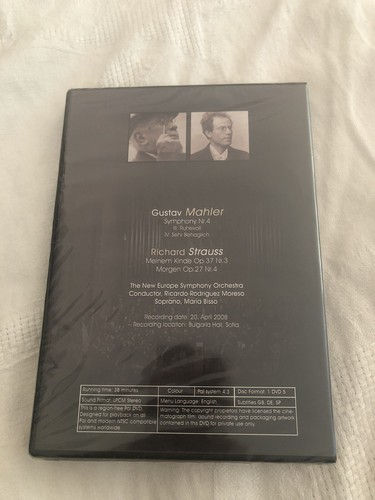 Gustav Mahler
Symphony Nr.4
III. Ruhevoll
IV. Sehr behaglich
Richard Strauss
Meinem Kinde Op.37 Nr.3
Morgen Op.27 Nr.4
The New Europe Symphony Orchestra
Conductor, Ricardo Rodríguez Moreso
Soprano, Maria Bisso
Recording date: 20. April 2008
Recording location: Bulgaria Hall, Sofia
Running time: 38 minutes
Colour
Pal system 4:3
Disc Format: 1 DVD 5
Sound Format: LPCM Stereo
Menu Language: English
Subtitles GB, DE, SP
This is a region-free Pal DVD.
Designed for playback on all
Pal and modern NTSC compatible
systems worldwide
Warning: The copyright proprietors have licensed the cine-
matograph film, sound recording and packaging artwork
contained in this DVD for private use only.